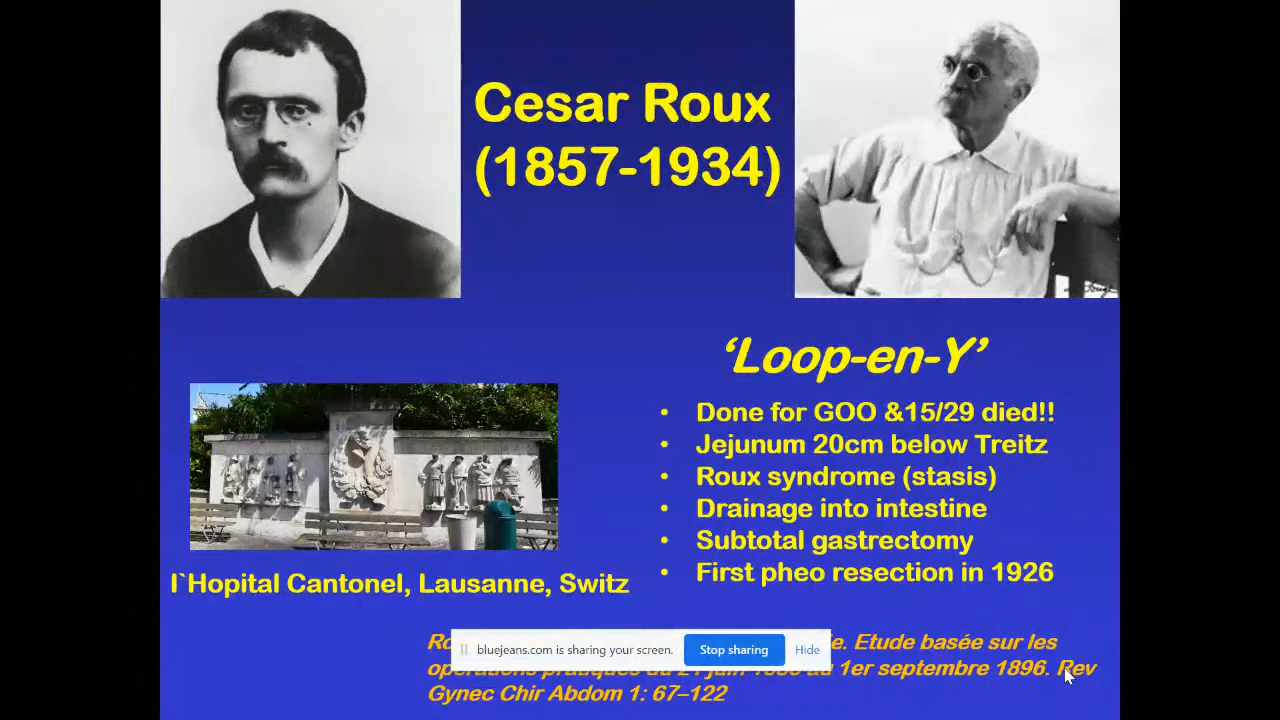 Cesar Roux
(1857-1934)
‘Loop-en-Y’
• Done for GOO &15/29 died!!
• Jejunum 20cm below Treitz
• Roux syndrome (stasis)
• Drainage into intestine
• Subtotal gastrectomy
• First pheo resection in 1926
l`Hopital Cantonel, Lausanne, Switz
Etude basée sur les
1er septembre 1896. Rev
Gynec Chir Abdom 1: 67–122
bluejeans.com is sharing your screen. Stop sharing Hide